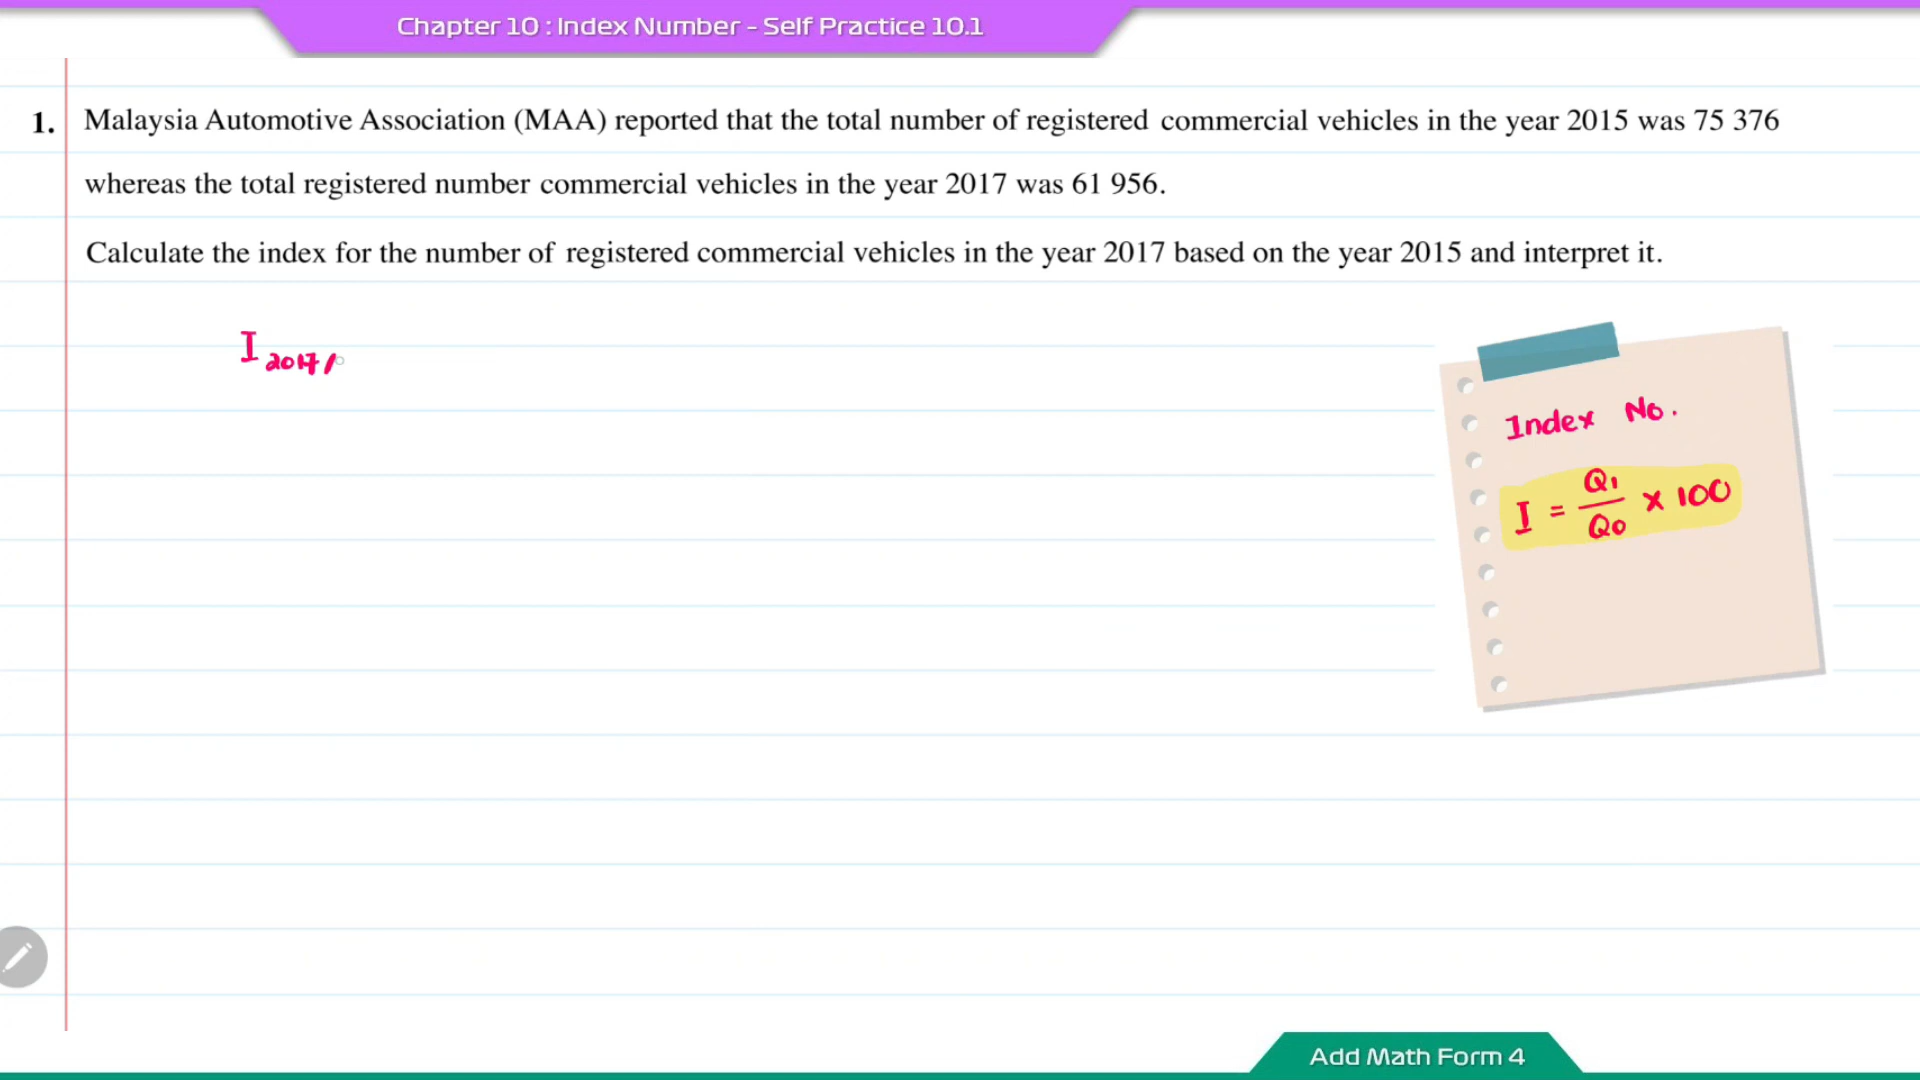 Chapter 10 : Index Number - Self Practice 10.1
1. Malaysia Automotive Association (MAA) reported that the total number of registered commercial vehicles in the year 2015 was 75 376
whereas the total registered number commercial vehicles in the year 2017 was 61 956.
Calculate the index for the number of registered commercial vehicles in the year 2017 based on the year 2015 and interpret it.
I 2017/
Index No.
I = Q₁/Q₀ × 100
Add Math Form 4